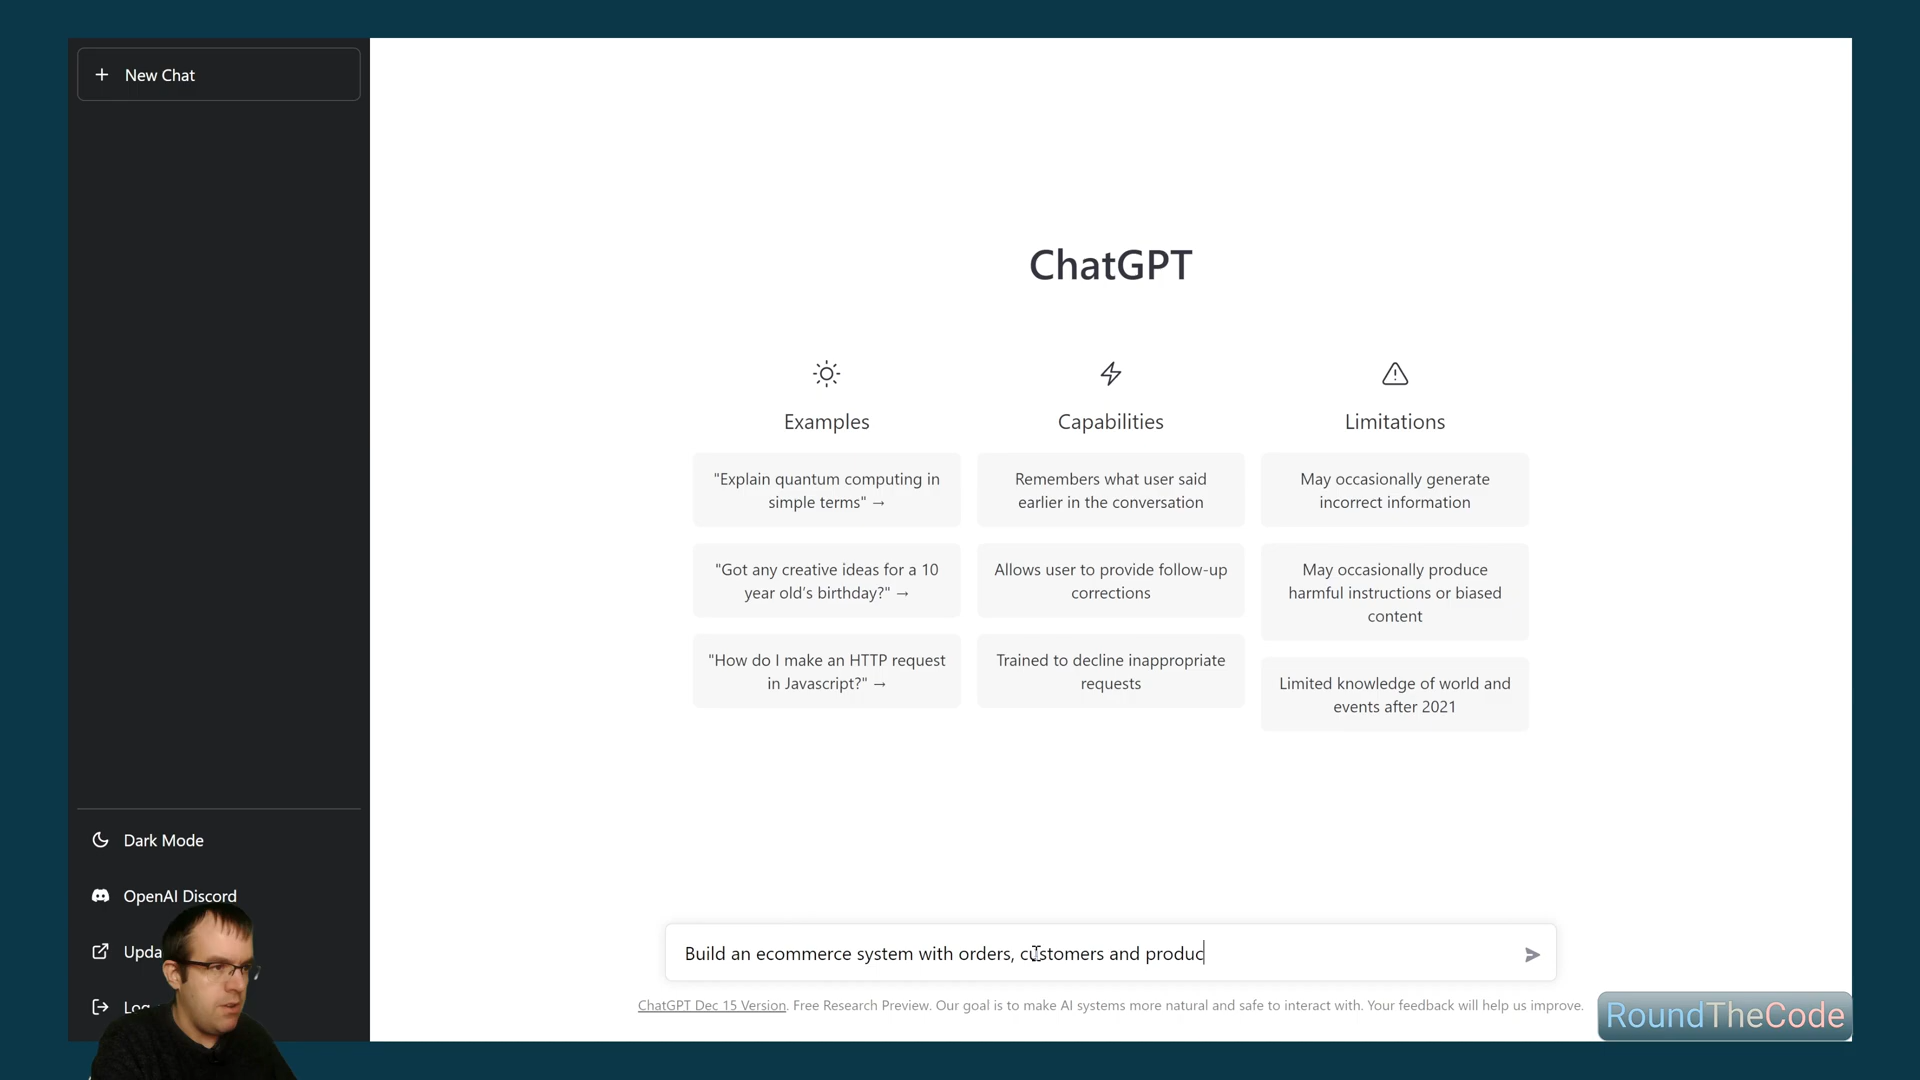 New Chat
ChatGPT
Examples
"Explain quantum computing in
simple terms" →
"Got any creative ideas for a 10
year old's birthday?" →
"How do I make an HTTP request
in Javascript?" →
Capabilities
Remembers what user said
earlier in the conversation
Allows user to provide follow-up
corrections
Trained to decline inappropriate
requests
Limitations
May occasionally generate
incorrect information
May occasionally produce
harmful instructions or biased
content
Limited knowledge of world and
events after 2021
Dark Mode
OpenAI Discord
Upda
Log
Build an ecommerce system with orders, customers and produc
ChatGPT Dec 15 Version. Free Research Preview. Our goal is to make AI systems more natural and safe to interact with. Your feedback will help us improve.
RoundTheCode